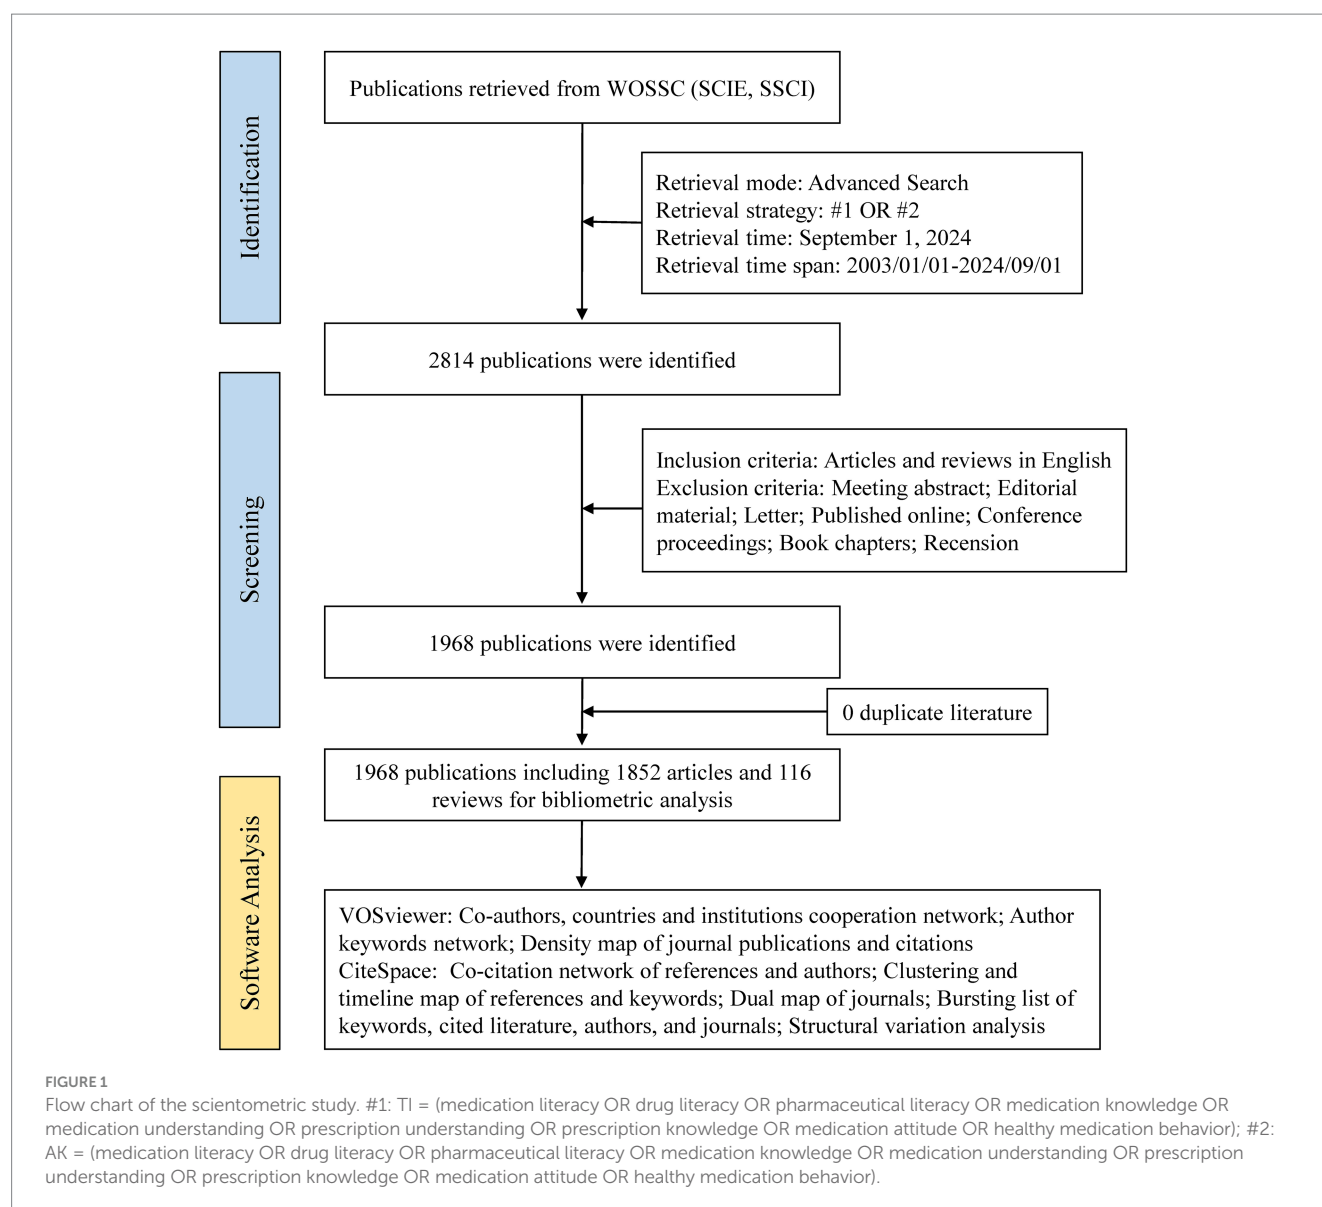 Identification
Publications retrieved from WOSSC (SCIE, SSCI)
Retrieval mode: Advanced Search
Retrieval strategy: #1 OR #2
Retrieval time: September 1, 2024
Retrieval time span: 2003/01/01-2024/09/01
2814 publications were identified
Screening
Inclusion criteria: Articles and reviews in English
Exclusion criteria: Meeting abstract; Editorial
material; Letter; Published online; Conference
proceedings; Book chapters; Recension
1968 publications were identified
0 duplicate literature
1968 publications including 1852 articles and 116
reviews for bibliometric analysis
Software Analysis
VOSviewer: Co-authors, countries and institutions cooperation network; Author
keywords network; Density map of journal publications and citations
CiteSpace:  Co-citation network of references and authors; Clustering and
timeline map of references and keywords; Dual map of journals; Bursting list of
keywords, cited literature, authors, and journals; Structural variation analysis
FIGURE 1
Flow chart of the scientometric study. #1: TI = (medication literacy OR drug literacy OR pharmaceutical literacy OR medication knowledge OR
medication understanding OR prescription understanding OR prescription knowledge OR medication attitude OR healthy medication behavior); #2:
AK = (medication literacy OR drug literacy OR pharmaceutical literacy OR medication knowledge OR medication understanding OR prescription
understanding OR prescription knowledge OR medication attitude OR healthy medication behavior).